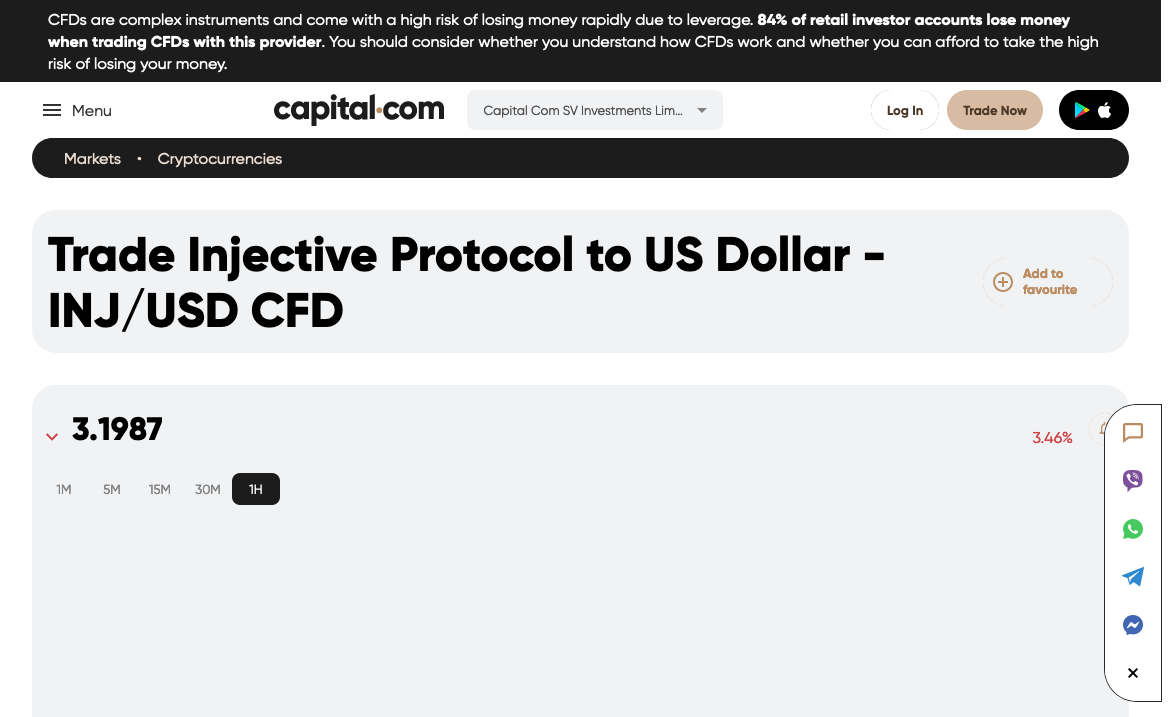 CFDs are complex instruments and come with a high risk of losing money rapidly due to leverage. 84% of retail investor accounts lose money
when trading CFDs with this provider. You should consider whether you understand how CFDs work and whether you can afford to take the high
risk of losing your money.
Menu
capital.com
Capital Com SV Investments Lim...
Log In
Trade Now
Markets • Cryptocurrencies
Trade Injective Protocol to US Dollar -
INJ/USD CFD
Add to
favourite
3.1987
3.46%
1M 5M 15M 30M 1H